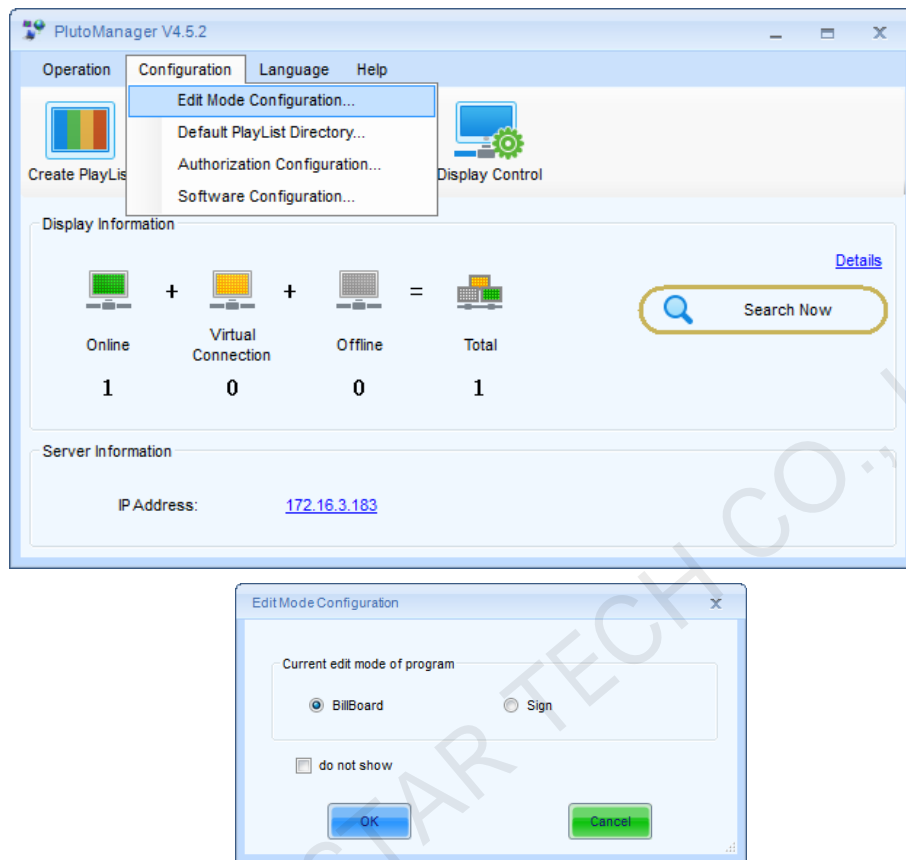 PlutoManager V4.5.2
Operation Configuration Language Help
Edit Mode Configuration...
Default PlayList Directory...
Authorization Configuration...
Software Configuration...
Create PlayLis
Display Control
Display Information
Details
+ + =
Search Now
Online
Virtual Connection
Offline
Total
1 0 0 1
Server Information
IP Address: 172.16.3.183
Edit Mode Configuration
Current edit mode of program
BillBoard Sign
do not show
OK Cancel
STAR TECH CO.,